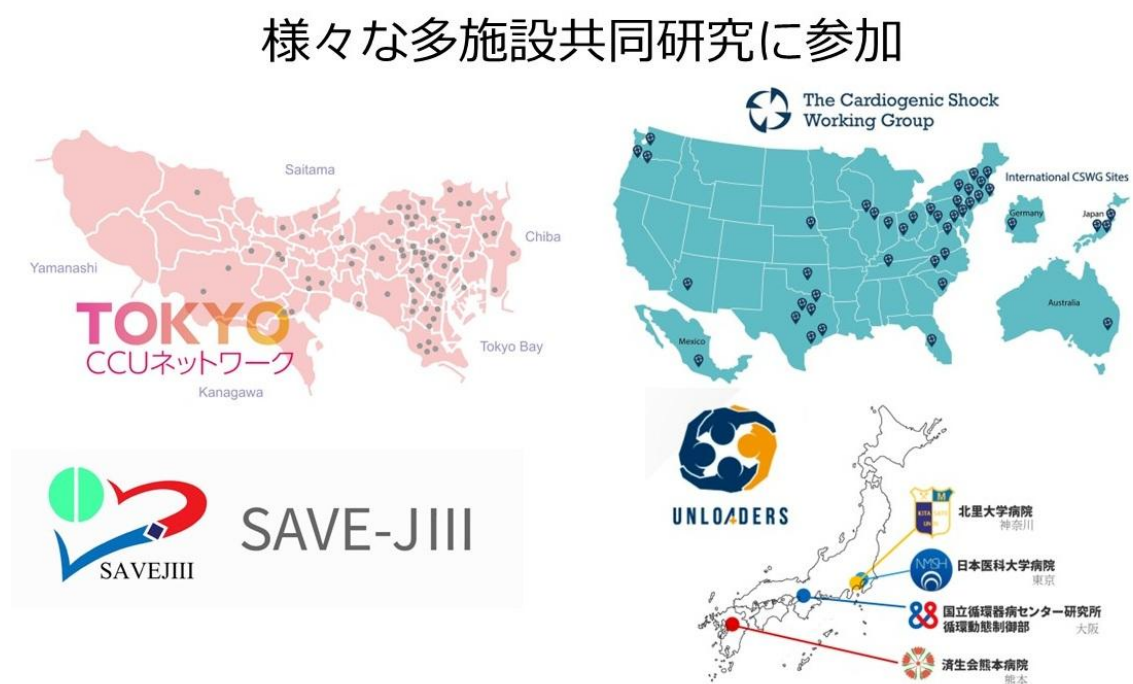 様々な多施設共同研究に参加
Saitama
Chiba
Yamanashi
Tokyo Bay
Kanagawa
TOKYO
CCUネットワーク
The Cardiogenic Shock
Working Group
International CSWG Sites
Germany
Japan
Australia
Mexico
SAVEJIII
SAVE-JIII
UNLOADERS
北里大学病院
神奈川
NMSH
日本医科大学病院
東京
国立循環器病センター研究所
循環動態制御部
大阪
済生会熊本病院
熊本